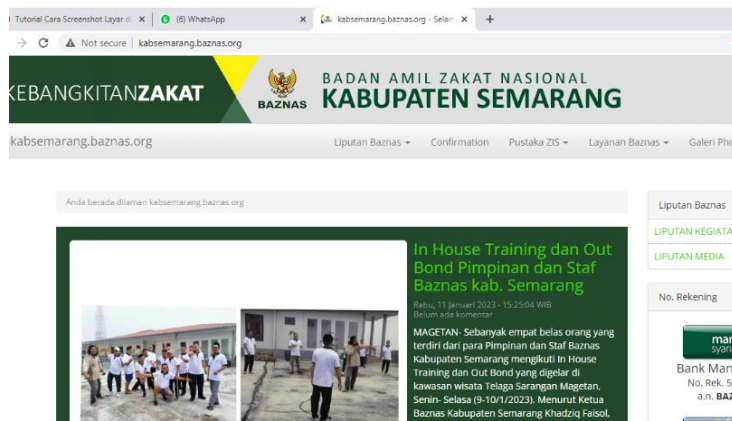 Tutorial Cara Screenshot Layar di
(6) WhatsApp
kabsemarang.baznas.org - Selam
Not secure | kabsemarang.baznas.org
KEBANGKITANZAKAT
BAZNAS
BADAN AMIL ZAKAT NASIONAL
KABUPATEN SEMARANG
kabsemarang.baznas.org
Liputan Baznas
Confirmation
Pustaka ZIS
Layanan Baznas
Galeri Pho
Anda berada dilaman kabsemarang.baznas.org
In House Training dan Out
Bond Pimpinan dan Staf
Baznas kab. Semarang
Rabu, 11 Januari 2023 - 15:25:04 WIB
Belum ada komentar
MAGETAN- Sebanyak empat belas orang yang
terdiri dari para Pimpinan dan Staf Baznas
Kabupaten Semarang mengikuti In House
Training dan Out Bond yang digelar di
kawasan wisata Telaga Sarangan Magetan,
Senin- Selasa (9-10/1/2023). Menurut Ketua
Baznas Kabupaten Semarang Khadziq Faisol,
Liputan Baznas
LIPUTAN KEGIATA
LIPUTAN MEDIA
No. Rekening
man
syari
Bank Man
No. Rek. 5
a.n. BAZ